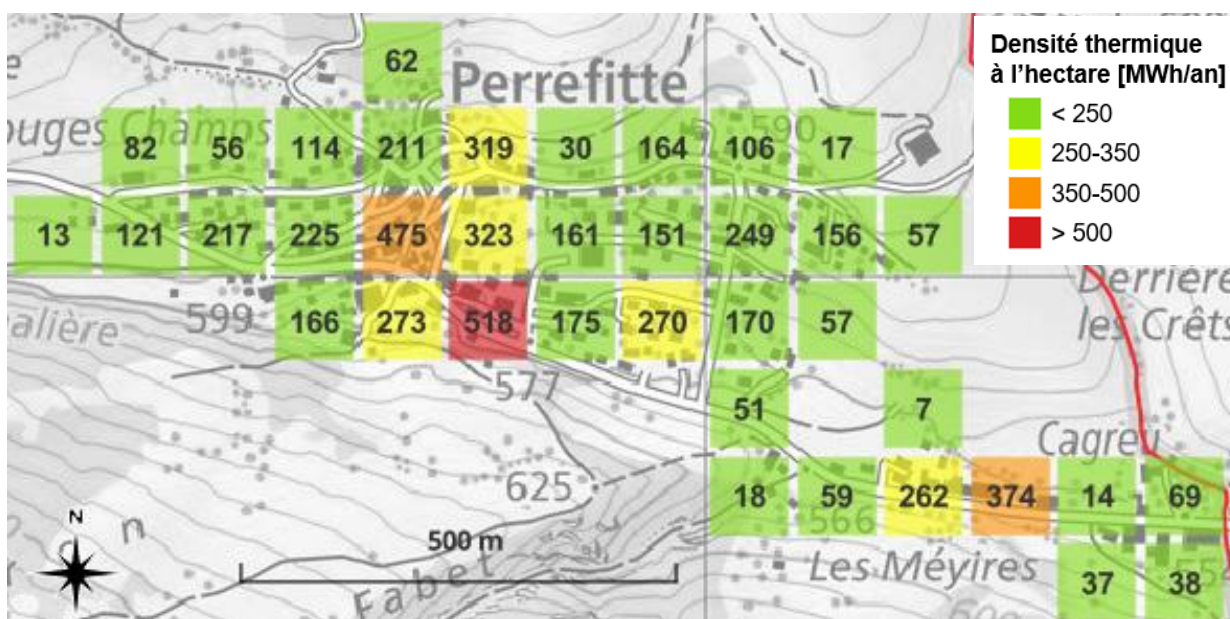 Densité thermique
à l'hectare [MWh/an]
< 250
250-350
350-500
> 500
62
Perrefitte
ouges Champs
590
82 56 114 211 319 30 164 106 17
13 121 217 225 475 323 161 151 249 156 57
Derrière
les Crêts
alière
599
166 273 518 175 270 170 57
577
51 7
Cagreu
625
18 59 262 374 14 69
566
N
n
500 m
Les Méyires
Fabet
37 38